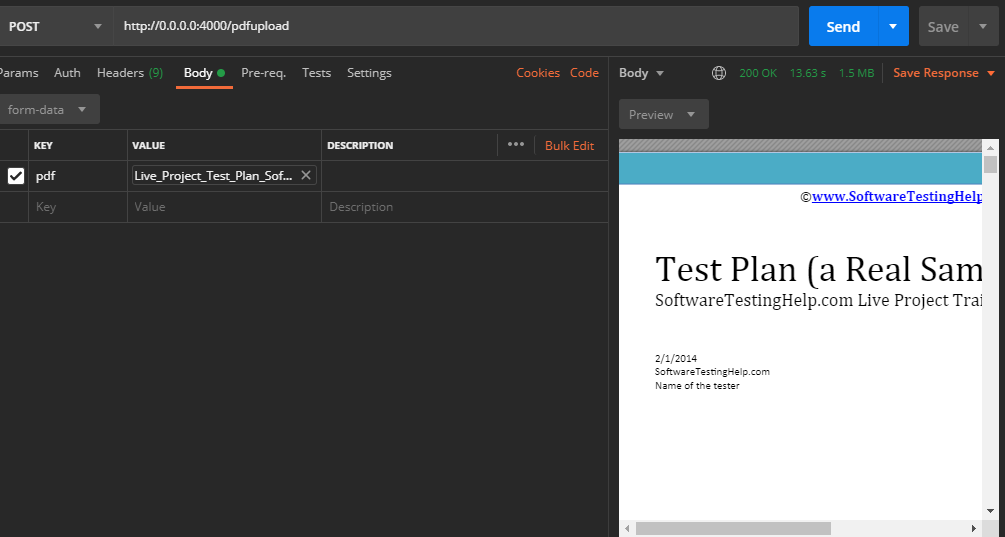 POST http://0.0.0.0:4000/pdfupload Send Save
Params Auth Headers (9) Body Pre-req. Tests Settings Cookies Code
form-data
KEY VALUE DESCRIPTION ••• Bulk Edit
pdf Live_Project_Test_Plan_Sof...
Key Value Description
Body 200 OK 13.63 s 1.5 MB Save Response
Preview
©www.SoftwareTestingHelp
Test Plan (a Real Sam
SoftwareTestingHelp.com Live Project Trai
2/1/2014
SoftwareTestingHelp.com
Name of the tester